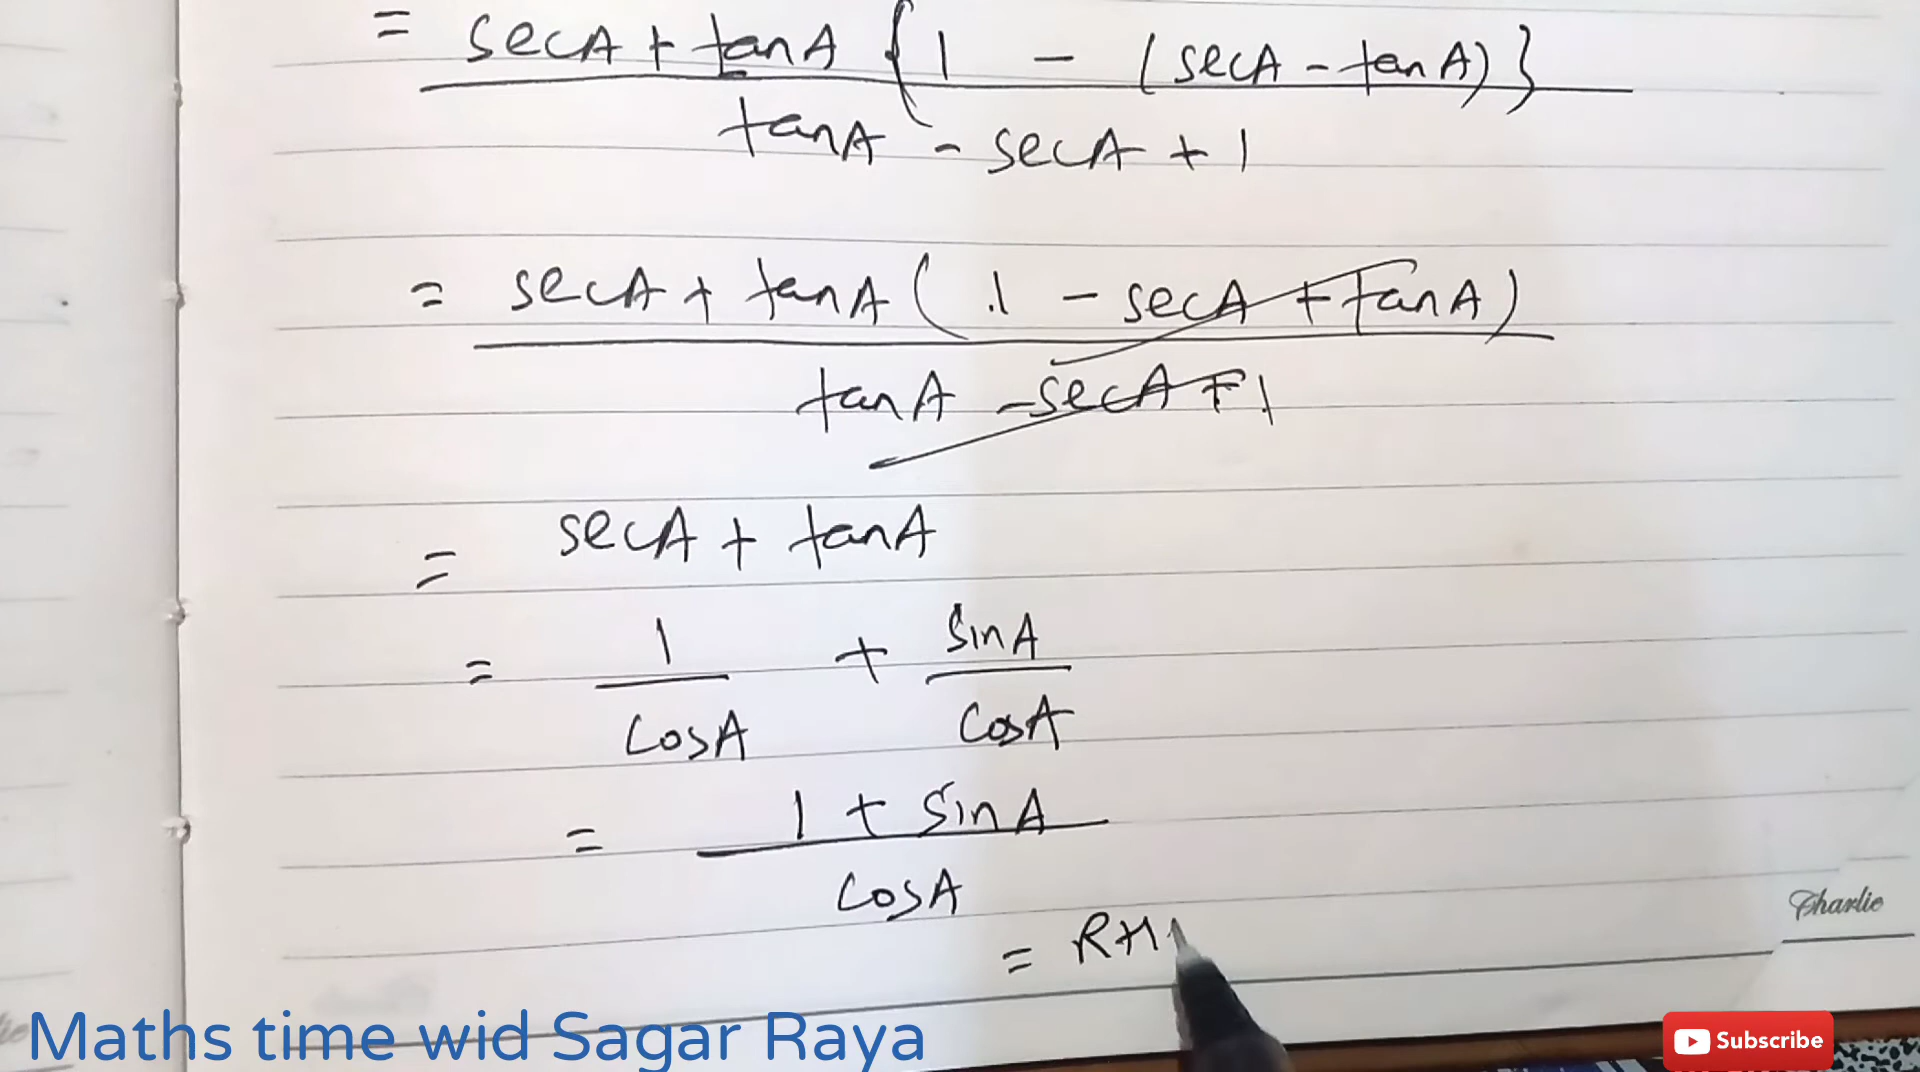 = secA + tanA {1 - (secA - tanA)}
tanA - secA + 1
= secA + tanA (1 - secA + tanA)
tanA - secA + 1
= secA + tanA
= 1 + sinA
cosA cosA
= 1 + sinA
cosA
= RH
Charlie
Maths time wid Sagar Raya
Subscribe